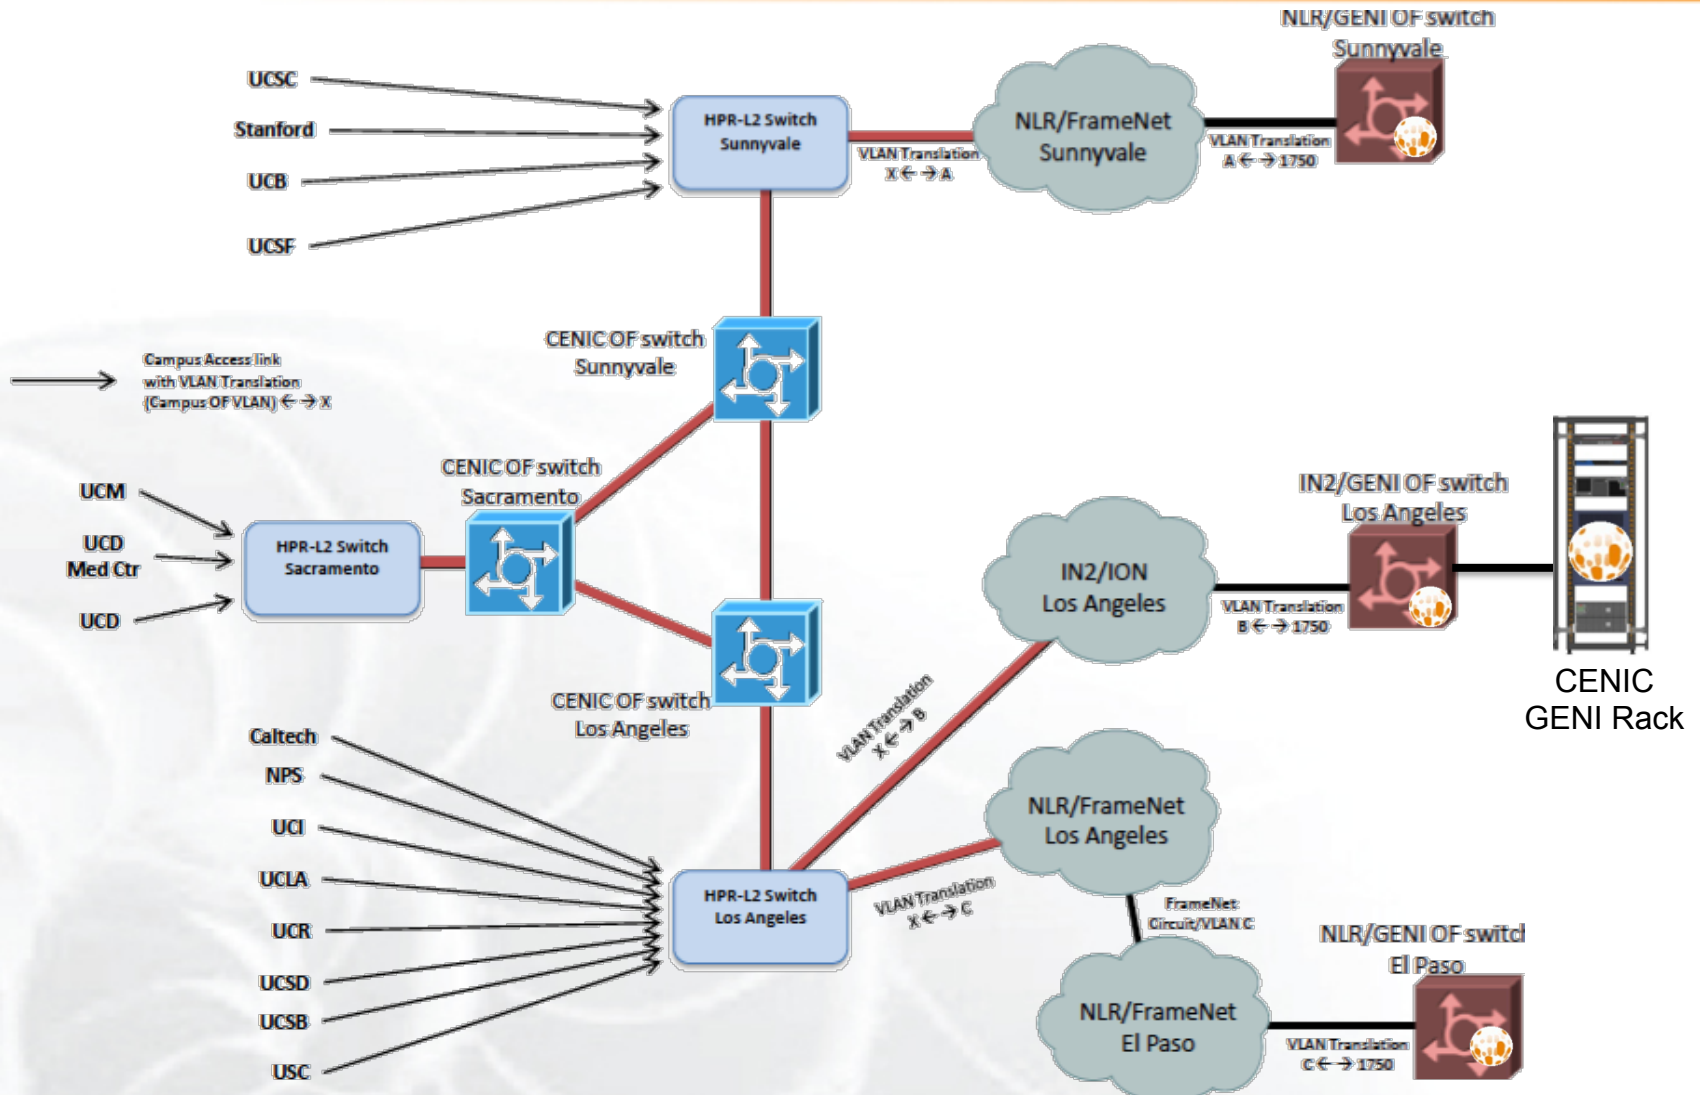 NLR/GENI OF switch
Sunnyvale
UCSC
Stanford
UCB
UCSF
HPR-L2 Switch
Sunnyvale
VLAN Translation
X ←→ A
NLR/FrameNet
Sunnyvale
VLAN Translation
A ←→ 1750
CENIC OF switch
Sunnyvale
Campus Access link
with VLAN Translation
(Campus OF VLAN) ←→ X
CENIC OF switch
Sacramento
UCM
UCD
Med Ctr
UCD
HPR-L2 Switch
Sacramento
IN2/ION
Los Angeles
VLAN Translation
B ←→ 1750
IN2/GENI OF switch
Los Angeles
CENIC
GENI Rack
CENIC OF switch
Los Angeles
VLAN Translation
X ←→ B
Caltech
NPS
UCI
UCLA
UCR
UCSD
UCSB
USC
HPR-L2 Switch
Los Angeles
VLAN Translation
X ←→ C
NLR/FrameNet
Los Angeles
FrameNet
Circuit/VLAN C
NLR/FrameNet
El Paso
VLAN Translation
C ←→ 1750
NLR/GENI OF switch
El Paso